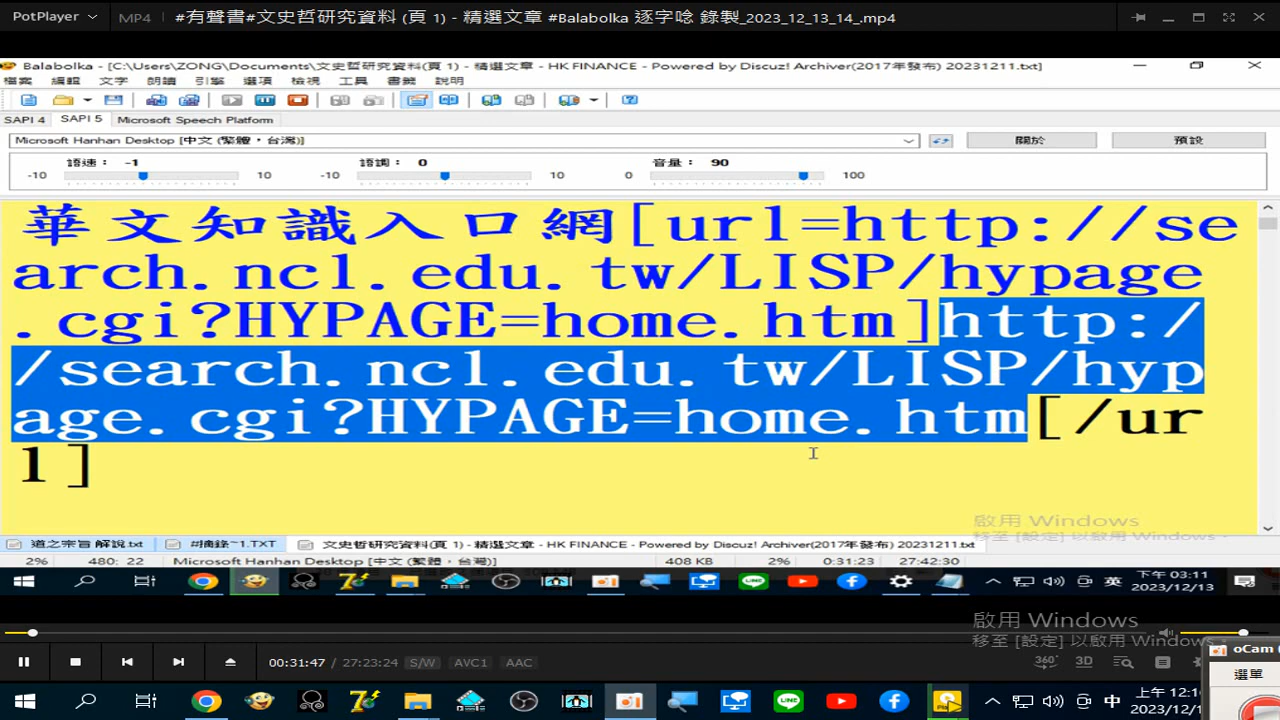 PotPlayer MP4 #有聲書#文史哲研究資料 (頁 1) - 精選文章 #Balabolka 逐字唸 錄製_2023_12_13_14_.mp4
Balabolka - [C:\Users\ZONG\Documents\文史哲研究資料(頁 1) - 精選文章 - HK FINANCE - Powered by Discuz! Archiver(2017年發布) 20231211.txt]
檔案 編輯 文字 朗讀 引擎 選項 檢視 工具 書籤 說明
SAPI 4 SAPI 5 Microsoft Speech Platform
Microsoft Hanhan Desktop [中文 (繁體，台灣)] 關於 預設
語速： -1 語調： 0 音量： 90
-10 10 -10 10 0 100
華文知識入口網[url=http://se
arch.ncl.edu.tw/LISP/hypage
.cgi?HYPAGE=home.htm]http:/
/search.ncl.edu.tw/LISP/hyp
age.cgi?HYPAGE=home.htm[/ur
l]
啟用 Windows
移至 [設定] 以啟用 Windows。
道之宗旨 解說.txt #摘錄~1.TXT 文史哲研究資料(頁 1) - 精選文章 - HK FINANCE - Powered by Discuz! Archiver(2017年發布) 20231211.txt
2% 480: 22 Microsoft Hanhan Desktop [中文 (繁體，台灣)] 408 KB 2% 0:31:23 27:42:30
英 下午 03:11
2023/12/13
啟用 Windows
移至 [設定] 以啟用 Windows。
oCam
00:31:47 / 27:23:24 S/W AVC1 AAC 360° 3D
選單
中 上午 12:1
2023/12/1